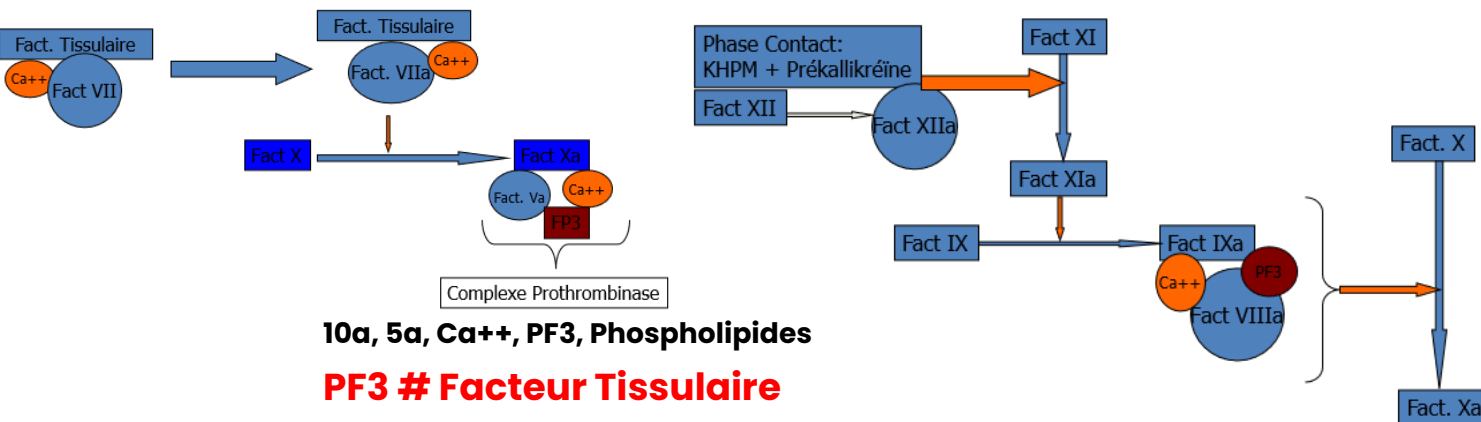 Fact. Tissulaire
Ca++
Fact VII
Fact. Tissulaire
Fact. VIIa
Ca++
Fact X
Fact Xa
Fact. Va
Ca++
FP3
Complexe Prothrombinase
10a, 5a, Ca++, PF3, Phospholipides
PF3 # Facteur Tissulaire
Phase Contact:
KHPM + Prékallikréïne
Fact XII
Fact XIIa
Fact XI
Fact XIa
Fact IX
Fact IXa
Ca++
PF3
Fact VIIIa
Fact. X
Fact. Xa